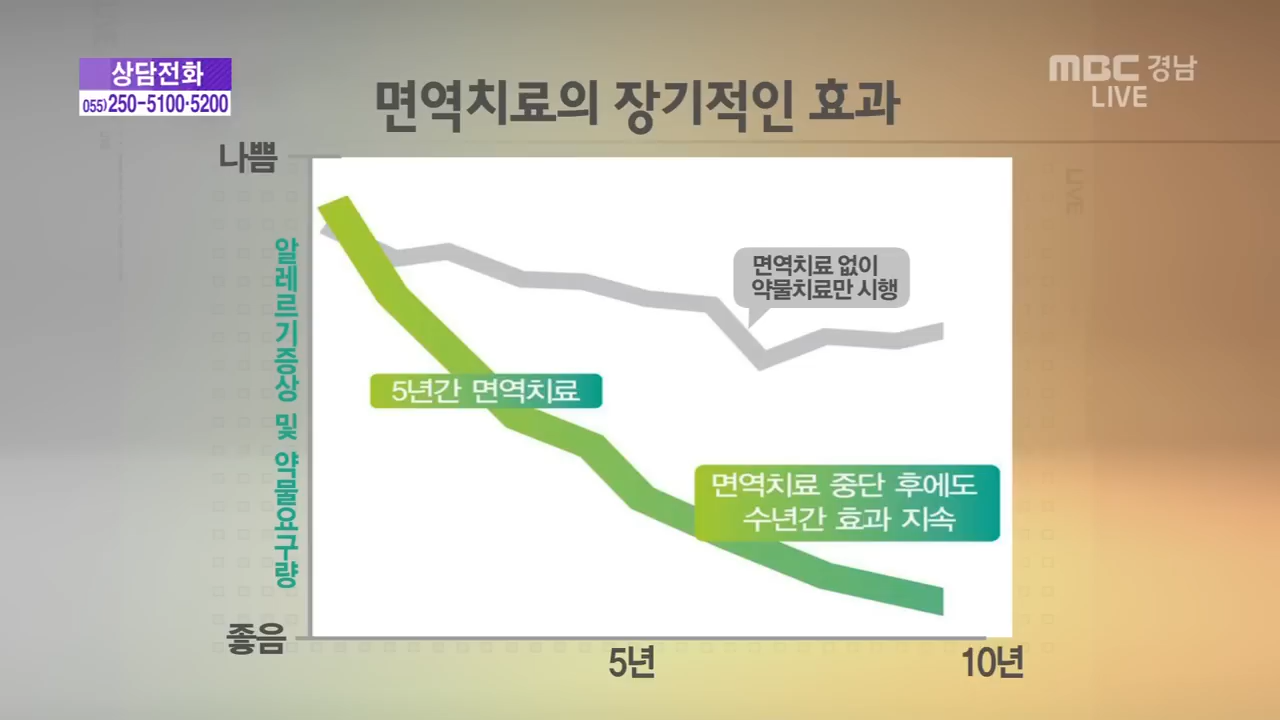 상담전화
055)250-5100·5200
MBC 경남
LIVE
면역치료의 장기적인 효과
나쁨
알레르기증상 및 약물요구량
면역치료 없이
약물치료만 시행
5년간 면역치료
면역치료 중단 후에도
수년간 효과 지속
좋음
5년
10년
LIVE